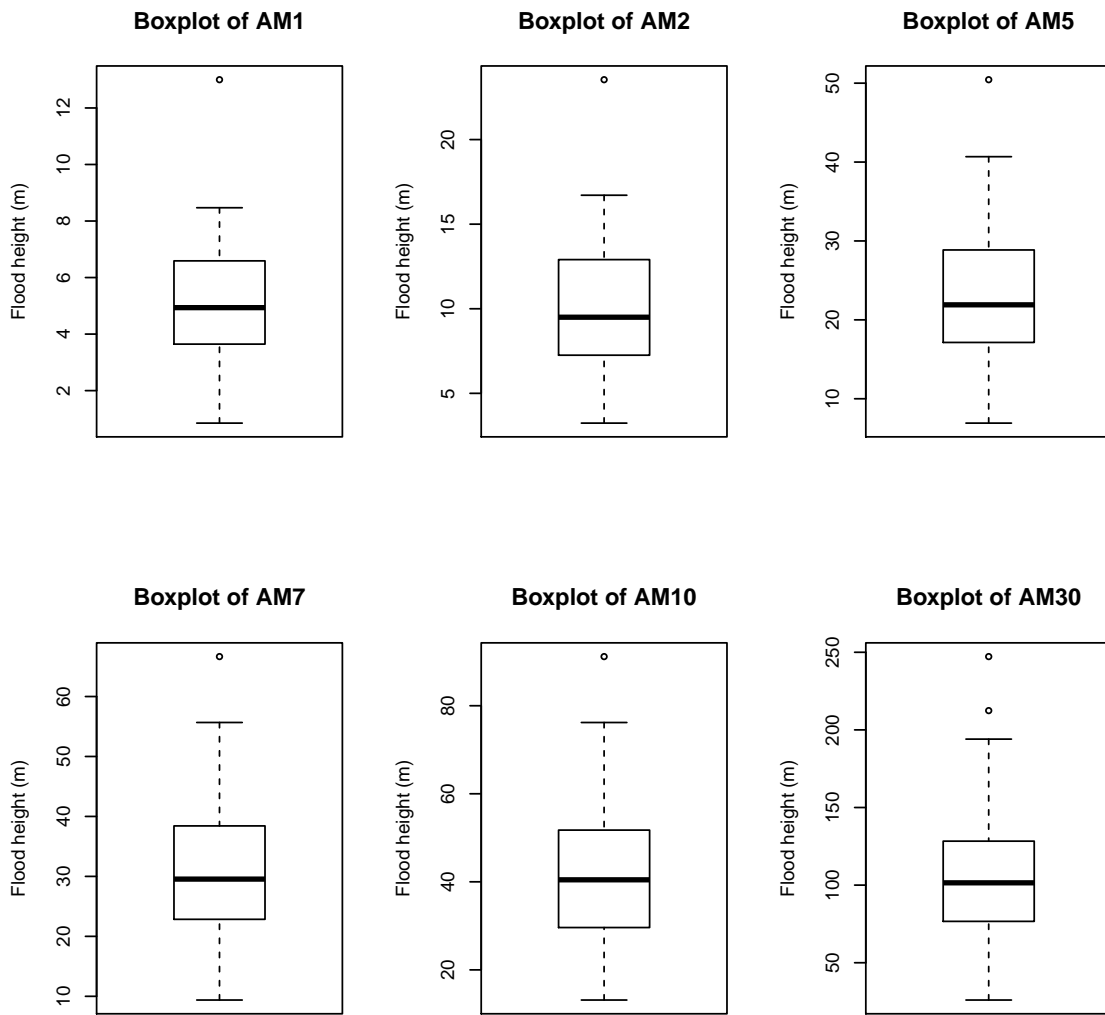 Boxplot of AM1
Flood height (m)
2
4
6
8
10
12
Boxplot of AM2
Flood height (m)
5
10
15
20
Boxplot of AM5
Flood height (m)
10
20
30
40
50
Boxplot of AM7
Flood height (m)
10
20
30
40
50
60
Boxplot of AM10
Flood height (m)
20
40
60
80
Boxplot of AM30
Flood height (m)
50
100
150
200
250